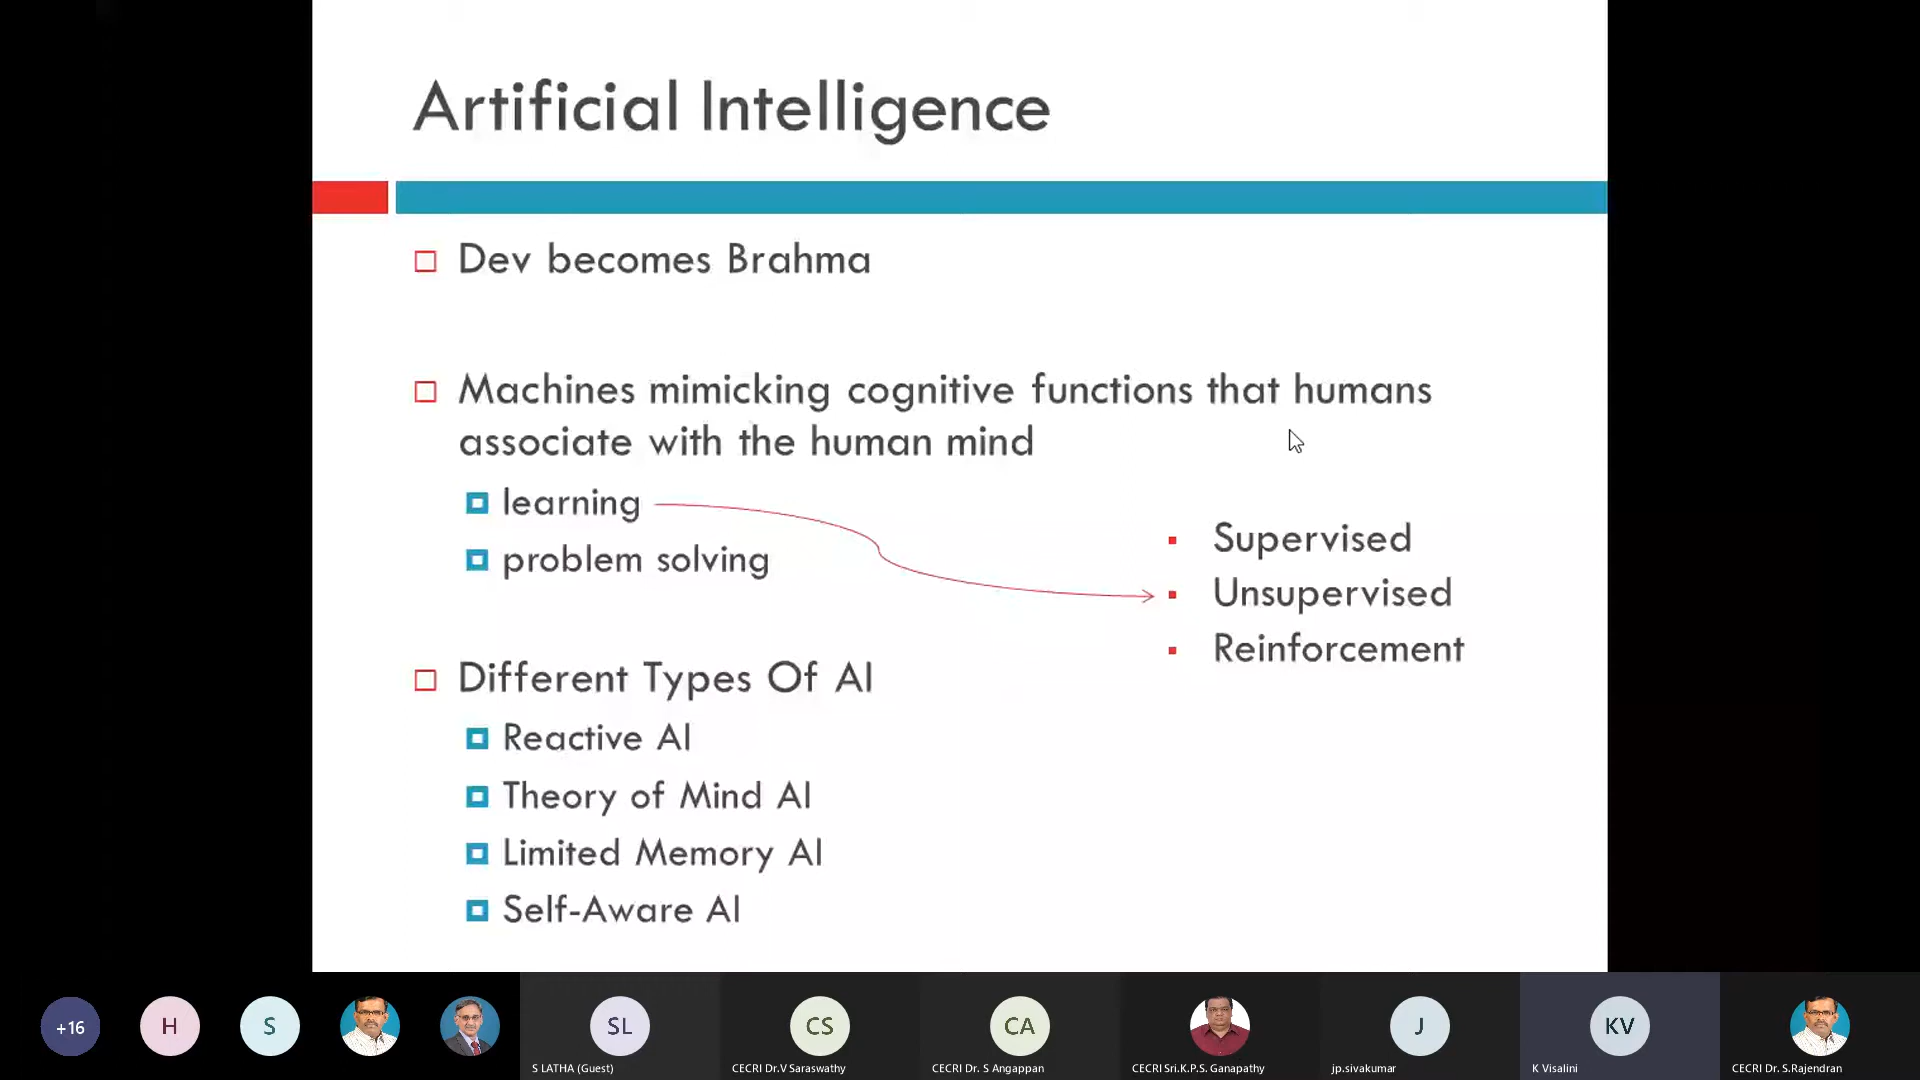 Artificial Intelligence
Dev becomes Brahma
Machines mimicking cognitive functions that humans
associate with the human mind
learning
problem solving
Supervised
Unsupervised
Reinforcement
Different Types Of AI
Reactive AI
Theory of Mind AI
Limited Memory AI
Self-Aware AI
+16
H
S
SL
CS
CA
J
KV
S LATHA (Guest)
CECRI Dr.V Saraswathy
CECRI Dr. S Angappan
CECRI Sri.K.P.S. Ganapathy
jp.sivakumar
K Visalini
CECRI Dr. S.Rajendran